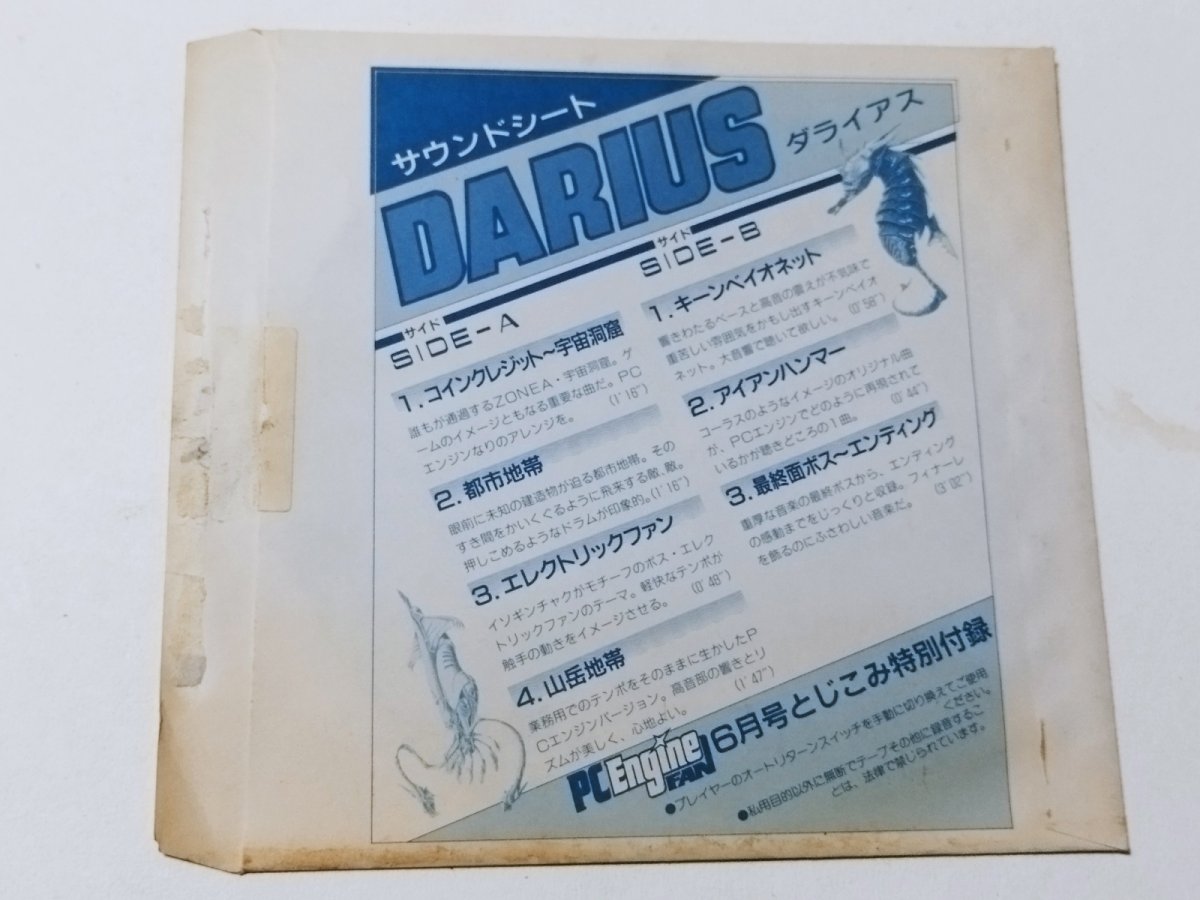 サウンドシート
DARIUS
ダライアス
サイド
SIDE-A
1.コインクレジット〜宇宙洞窟
誰もが通過するZONEA・宇宙洞窟。ゲ
ームのイメージともなる重要な曲だ。PC
エンジンなりのアレンジを。 (1'16")
2.都市地帯
眼前に未知の建造物が迫る都市地帯。その
すき間をかいくぐるように飛来する敵、敵。
押しこめるようなドラムが印象的。(1'16")
3.エレクトリックファン
イソギンチャクがモチーフのボス・エレク
トリックファンのテーマ。軽快なテンポが
触手の動きをイメージさせる。 (0'48")
4.山岳地帯
業務用でのテンポをそのままに生かしたP
Cエンジンバージョン。高音部の響きとリ
ズムが美しく、心地よい。 (1'47")
サイド
SIDE-B
1.キーンベイオネット
響きわたるベースと高音の震えが不気味で
重苦しい雰囲気をかもし出すキーンベイオ
ネット。大音響で聴いて欲しい。 (0'58")
2.アイアンハンマー
コーラスのようなイメージのオリジナル曲
が、PCエンジンでどのように再現されて
いるかが聴きどころの1曲。 (0'44")
3.最終面ボス〜エンディング
重厚な音楽の最終ボスから、エンディング
の感動までをじっくりと収録。フィナーレ
を飾るのにふさわしい音楽だ。 (3'02")
PC Engine FAN 6月号とじこみ特別付録
●プレイヤーのオートリターンスイッチを手動に切り換えてご使用
ください。
●私用目的以外に無断でテープその他に録音するこ
とは、法律で禁じられています。